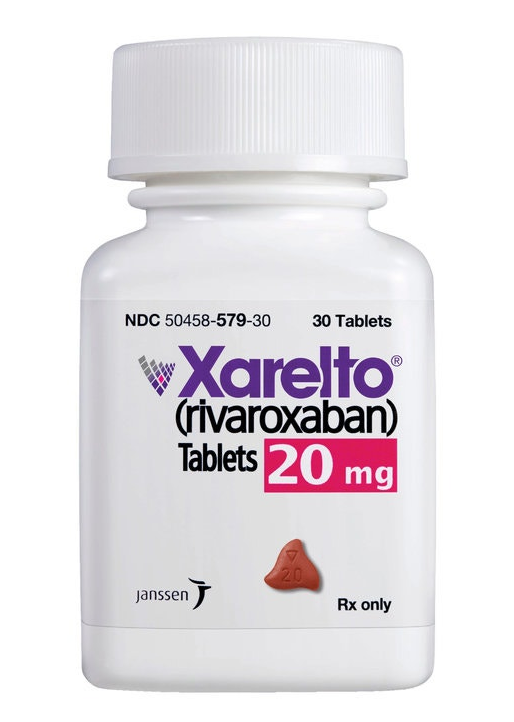 NDC 50458-579-30 30 Tablets
Xarelto®
(rivaroxaban)
Tablets 20 mg
20
janssen
Rx only